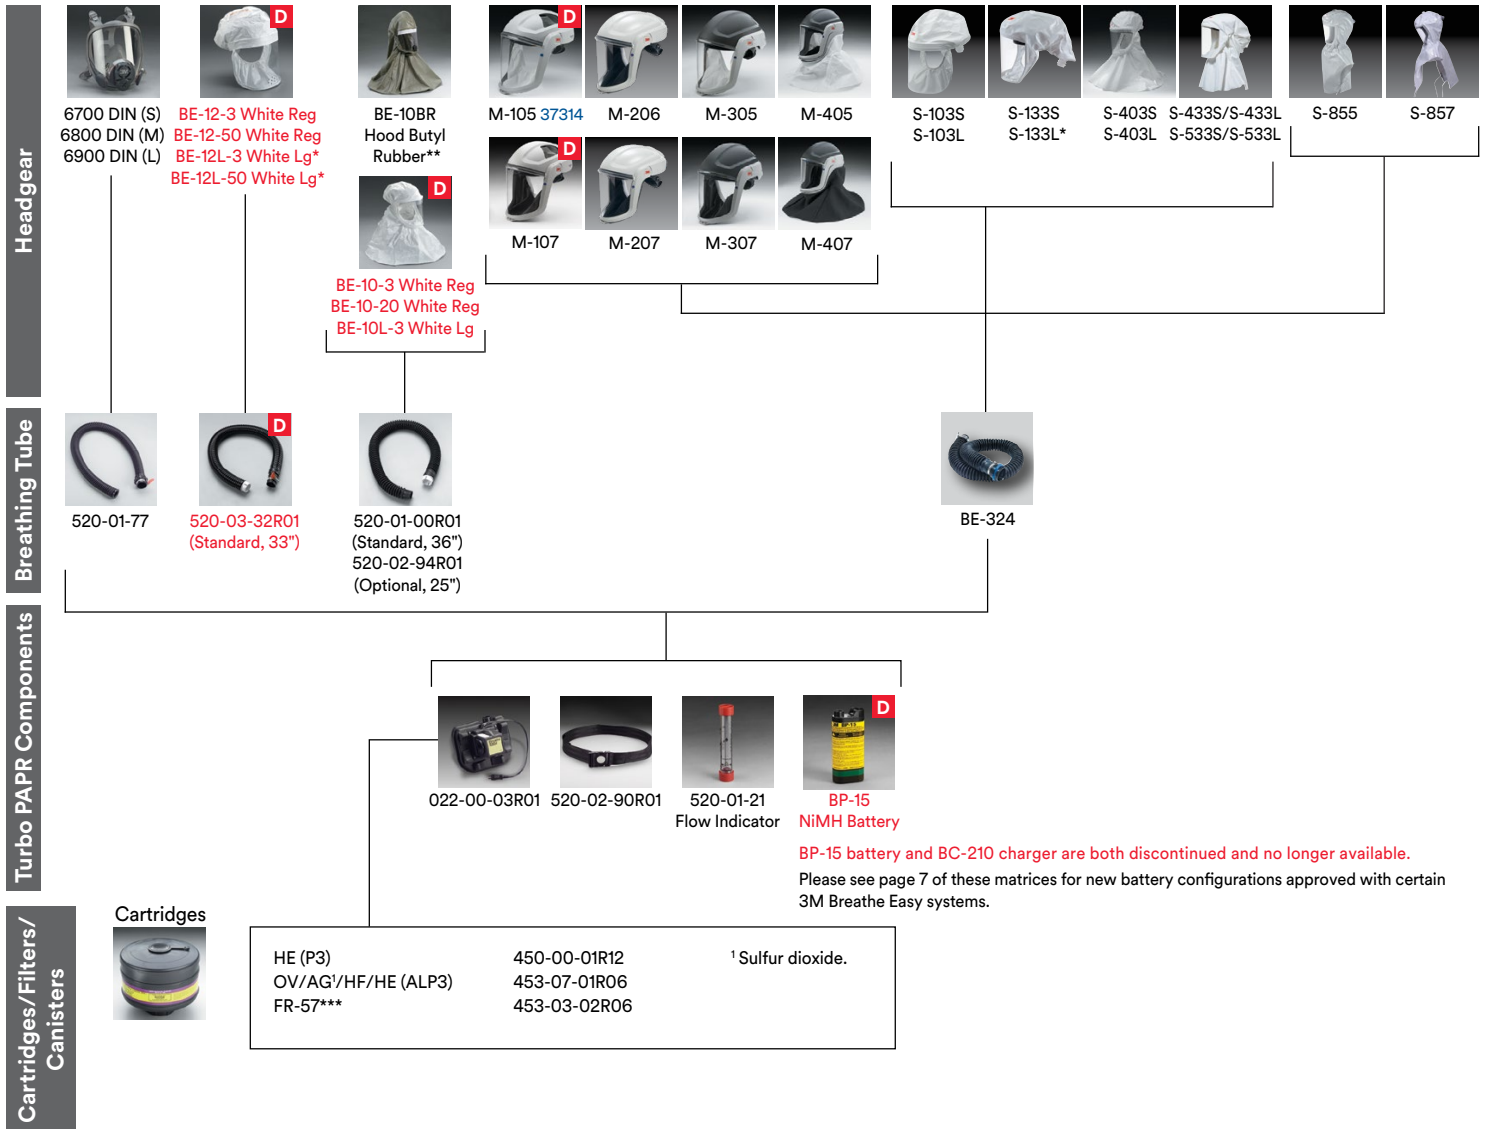 Headgear
D
D
D
D
6700 DIN (S)
6800 DIN (M)
6900 DIN (L)
BE-12-3 White Reg
BE-12-50 White Reg
BE-12L-3 White Lg*
BE-12L-50 White Lg*
BE-10BR
Hood Butyl
Rubber**
BE-10-3 White Reg
BE-10-20 White Reg
BE-10L-3 White Lg
M-105 37314
M-206
M-305
M-405
M-107
M-207
M-307
M-407
S-103S
S-103L
S-133S
S-133L*
S-403S
S-403L
S-433S/S-433L
S-533S/S-533L
S-855
S-857
Breathing Tube
D
520-01-77
520-03-32R01
(Standard, 33")
520-01-00R01
(Standard, 36")
520-02-94R01
(Optional, 25")
BE-324
Turbo PAPR Components
D
BP-15
022-00-03R01
520-02-90R01
520-01-21
Flow Indicator
BP-15
NiMH Battery
BP-15 battery and BC-210 charger are both discontinued and no longer available.
Please see page 7 of these matrices for new battery configurations approved with certain
3M Breathe Easy systems.
Cartridges/Filters/
Canisters
Cartridges
HE (P3) 450-00-01R12 ¹ Sulfur dioxide.
OV/AG¹/HF/HE (ALP3) 453-07-01R06
FR-57*** 453-03-02R06